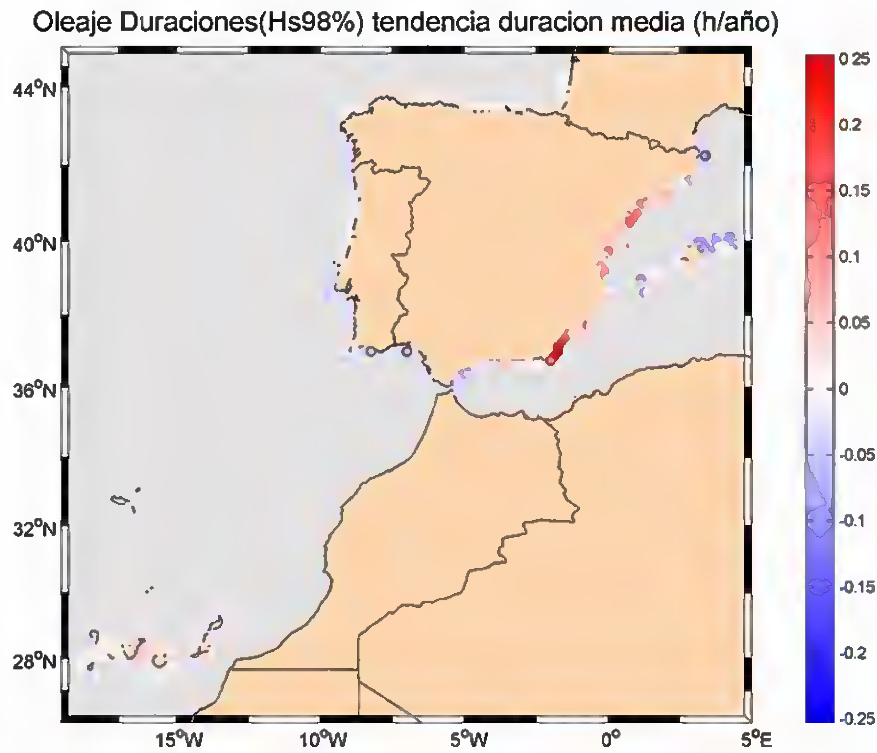 Oleaje Duraciones(Hs98%) tendencia duracion media (h/año)
44°N
40°N
36°N
32°N
28°N
15°W
10°W
5°W
0°
5°E
0 25
0.2
0.15
0.1
0.05
0
-0.05
-0.1
-0.15
-0.2
-0.25